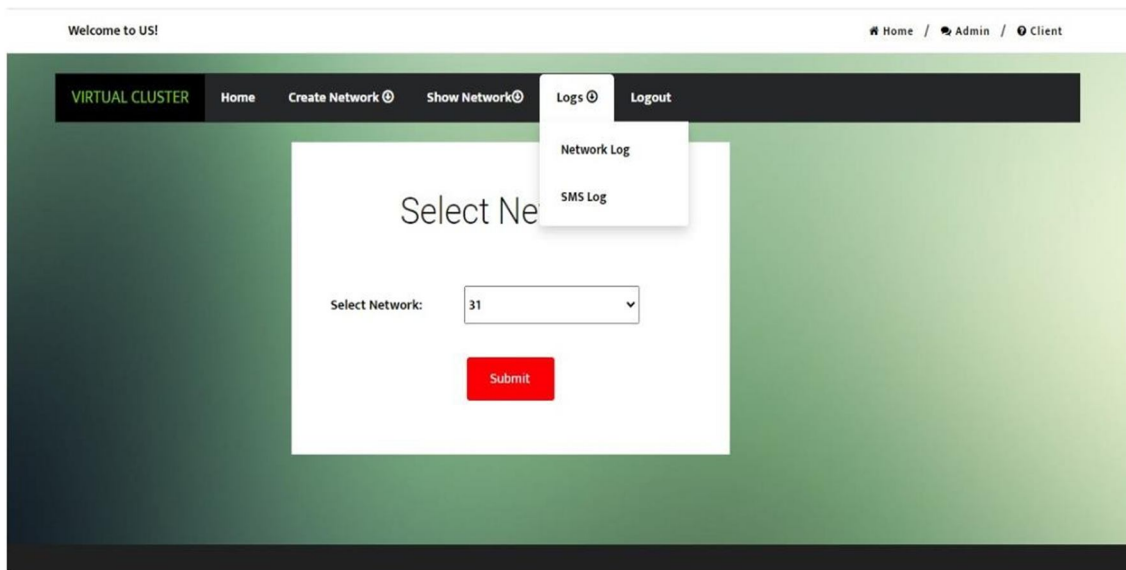 Welcome to US!
Home / Admin / Client
VIRTUAL CLUSTER Home Create Network Show Network Logs Logout
Network Log
SMS Log
Select Ne
Select Network: 31
Submit